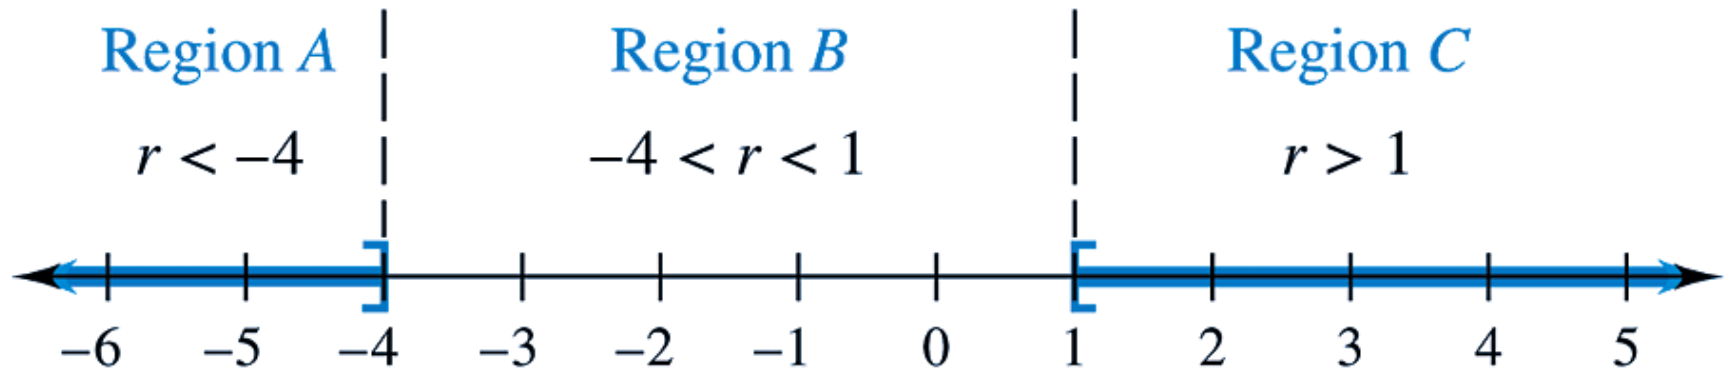 Region A Region B Region C
r < −4 −4 < r < 1 r > 1
−6 −5 −4 −3 −2 −1 0 1 2 3 4 5